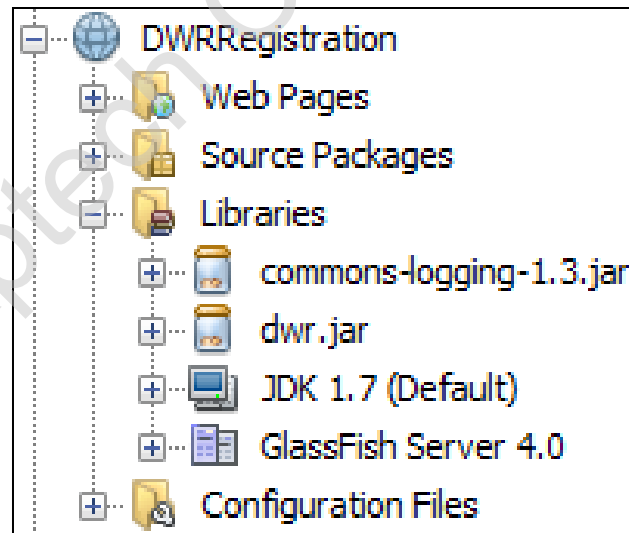 DWRRegistration
Web Pages
Source Packages
Libraries
commons-logging-1.3.jar
dwr.jar
JDK 1.7 (Default)
GlassFish Server 4.0
Configuration Files